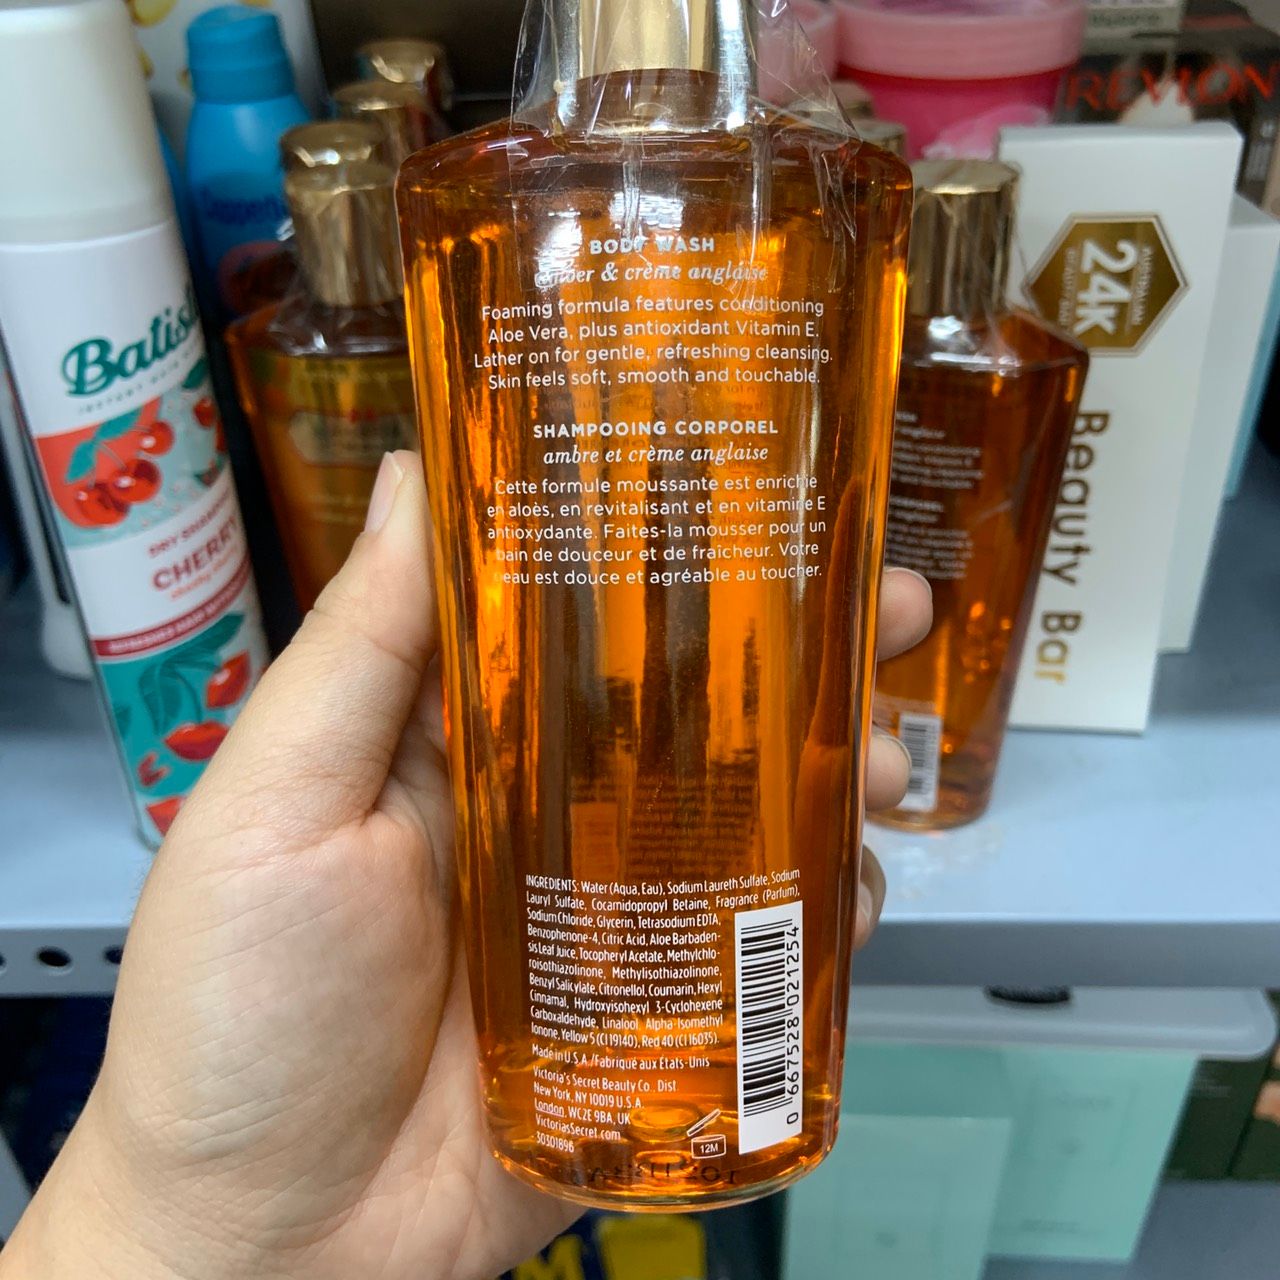 BODY WASH
amber & crème anglaise
Foaming formula features conditioning
Aloe Vera, plus antioxidant Vitamin E.
Lather on for gentle, refreshing cleansing.
Skin feels soft, smooth and touchable.
SHAMPOOING CORPOREL
ambre et crème anglaise
Cette formule moussante est enrichie
en aloès, en revitalisant et en vitamine E
antioxydante. Faites-la mousser pour un
bain de douceur et de fraîcheur. Votre
peau est douce et agréable au toucher.
INGREDIENTS: Water (Aqua, Eau), Sodium Laureth Sulfate, Sodium
Lauryl Sulfate, Cocamidopropyl Betaine, Fragrance (Parfum),
Sodium Chloride, Glycerin, Tetrasodium EDTA,
Benzophenone-4, Citric Acid, Aloe Barbaden-
sis Leaf Juice, Tocopheryl Acetate, Methylchlo-
roisothiazolinone, Methylisothiazolinone,
Benzyl Salicylate, Citronellol, Coumarin, Hexyl
Cinnamal, Hydroxyisohexyl 3-Cyclohexene
Carboxaldehyde, Linalool, Alpha-Isomethyl
Ionone, Yellow 5 (CI 19140), Red 40 (CI 16035).
Made in U.S.A./Fabriqué aux États-Unis
Victoria's Secret Beauty Co., Dist.
New York, NY 10019 U.S.A.
London, WC2E 9BA, UK
VictoriasSecret.com
30301896
12M
0 667528 021254
Batis
INSTANT HAIR
DRY SHAMPOO
CHERRY
REVLON
24K
Beauty Bar